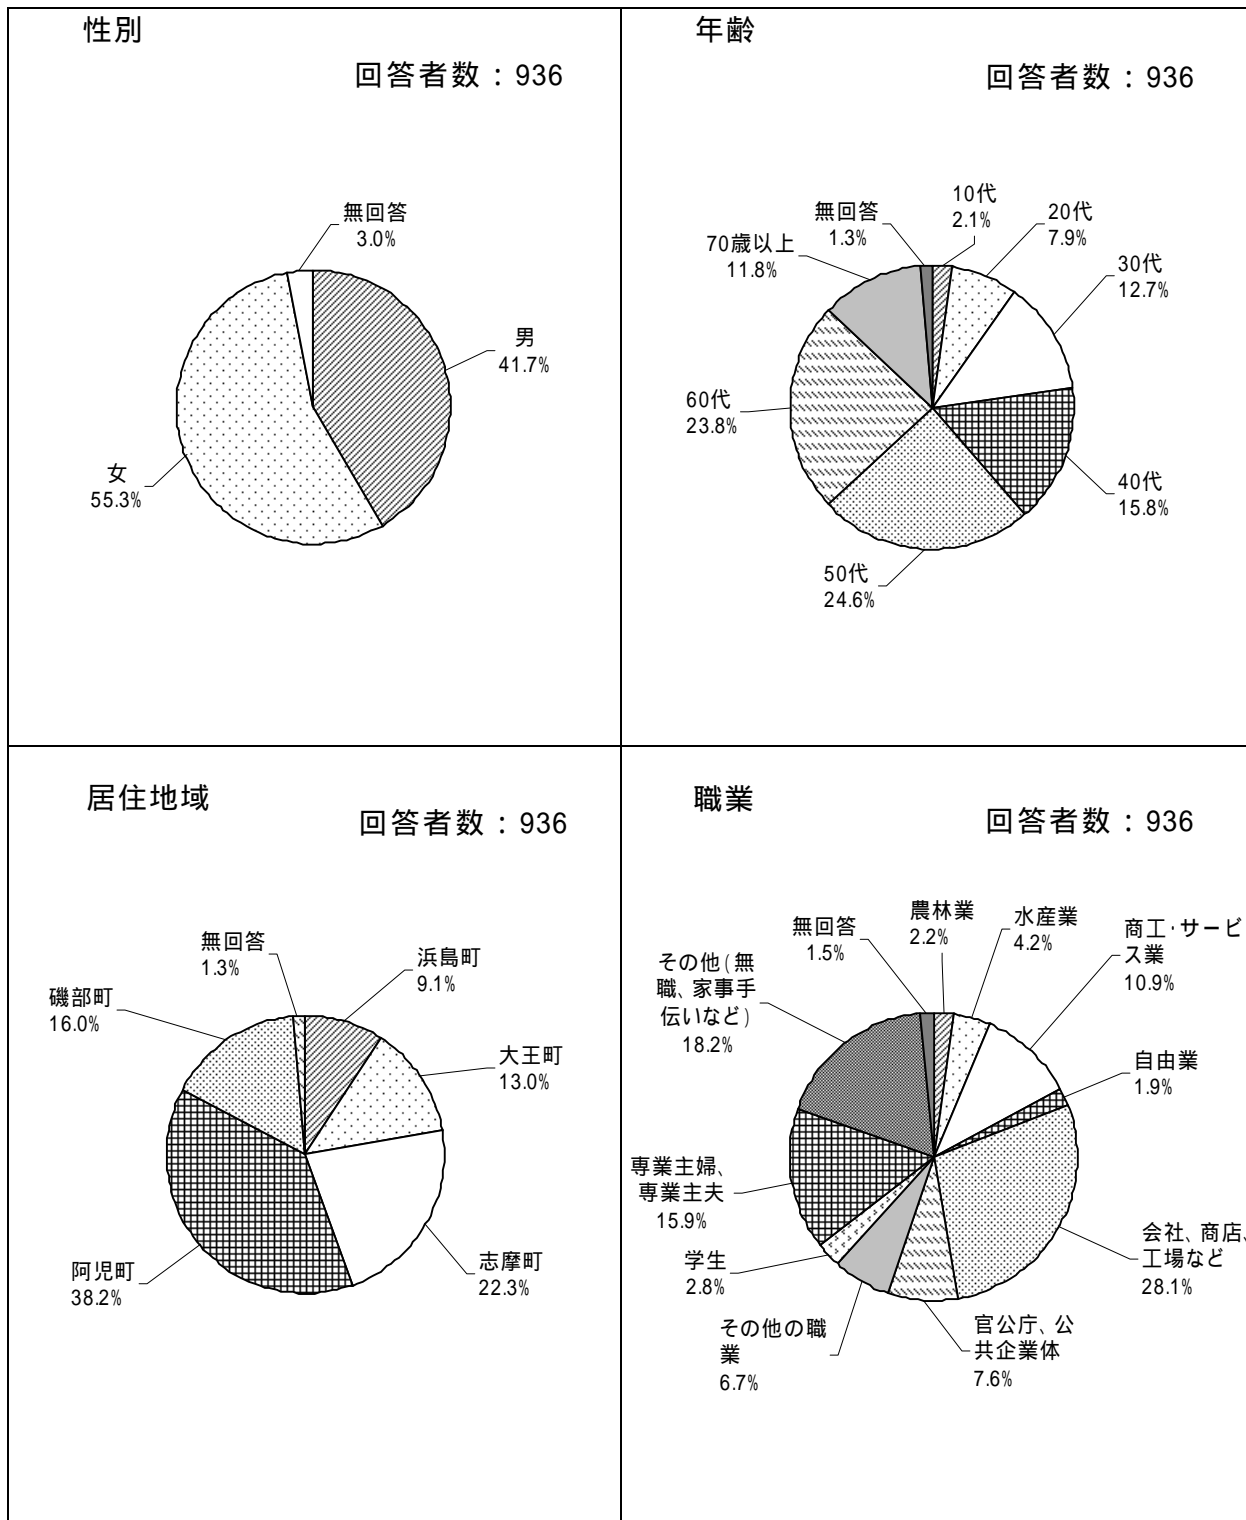 性別
回答者数：936
無回答
3.0%
男
41.7%
女
55.3%
年齢
回答者数：936
10代
2.1%
20代
7.9%
30代
12.7%
40代
15.8%
50代
24.6%
60代
23.8%
70歳以上
11.8%
無回答
1.3%
居住地域
回答者数：936
無回答
1.3%
浜島町
9.1%
大王町
13.0%
志摩町
22.3%
阿児町
38.2%
磯部町
16.0%
職業
回答者数：936
農林業
2.2%
水産業
4.2%
商工・サービ
ス業
10.9%
自由業
1.9%
会社、商店、
工場など
28.1%
官公庁、公
共企業体
7.6%
その他の職
業
6.7%
学生
2.8%
専業主婦、
専業主夫
15.9%
その他(無
職、家事手
伝いなど)
18.2%
無回答
1.5%